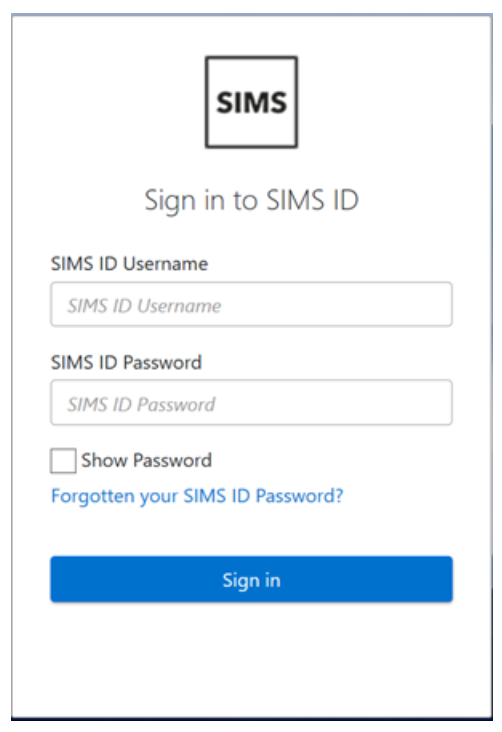 SIMS
Sign in to SIMS ID
SIMS ID Username
SIMS ID Username
SIMS ID Password
SIMS ID Password
Show Password
Forgotten your SIMS ID Password?
Sign in